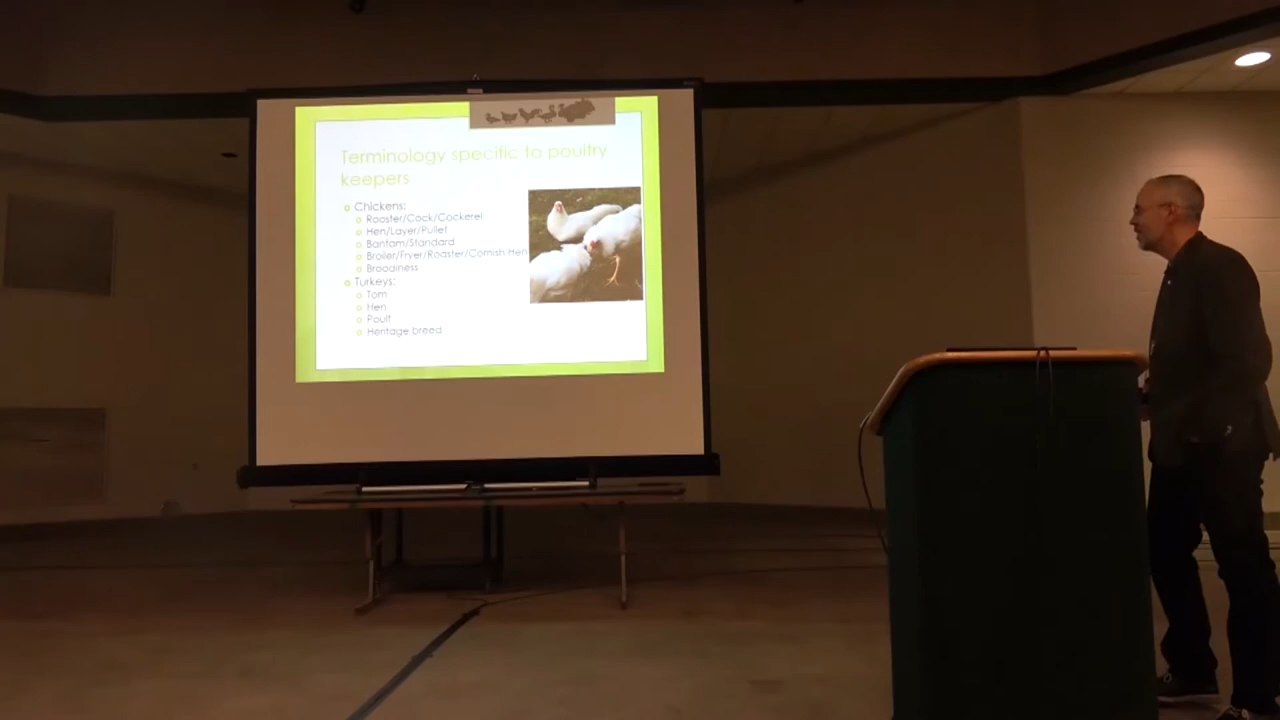 Terminology specific to poultry
keepers
Chickens:
Rooster/Cock/Cockerel
Hen/Layer/Pullet
Bantam/Standard
Broiler/Fryer/Roaster/Cornish Hen
Broodiness
Turkeys:
Tom
Hen
Poult
Heritage breed